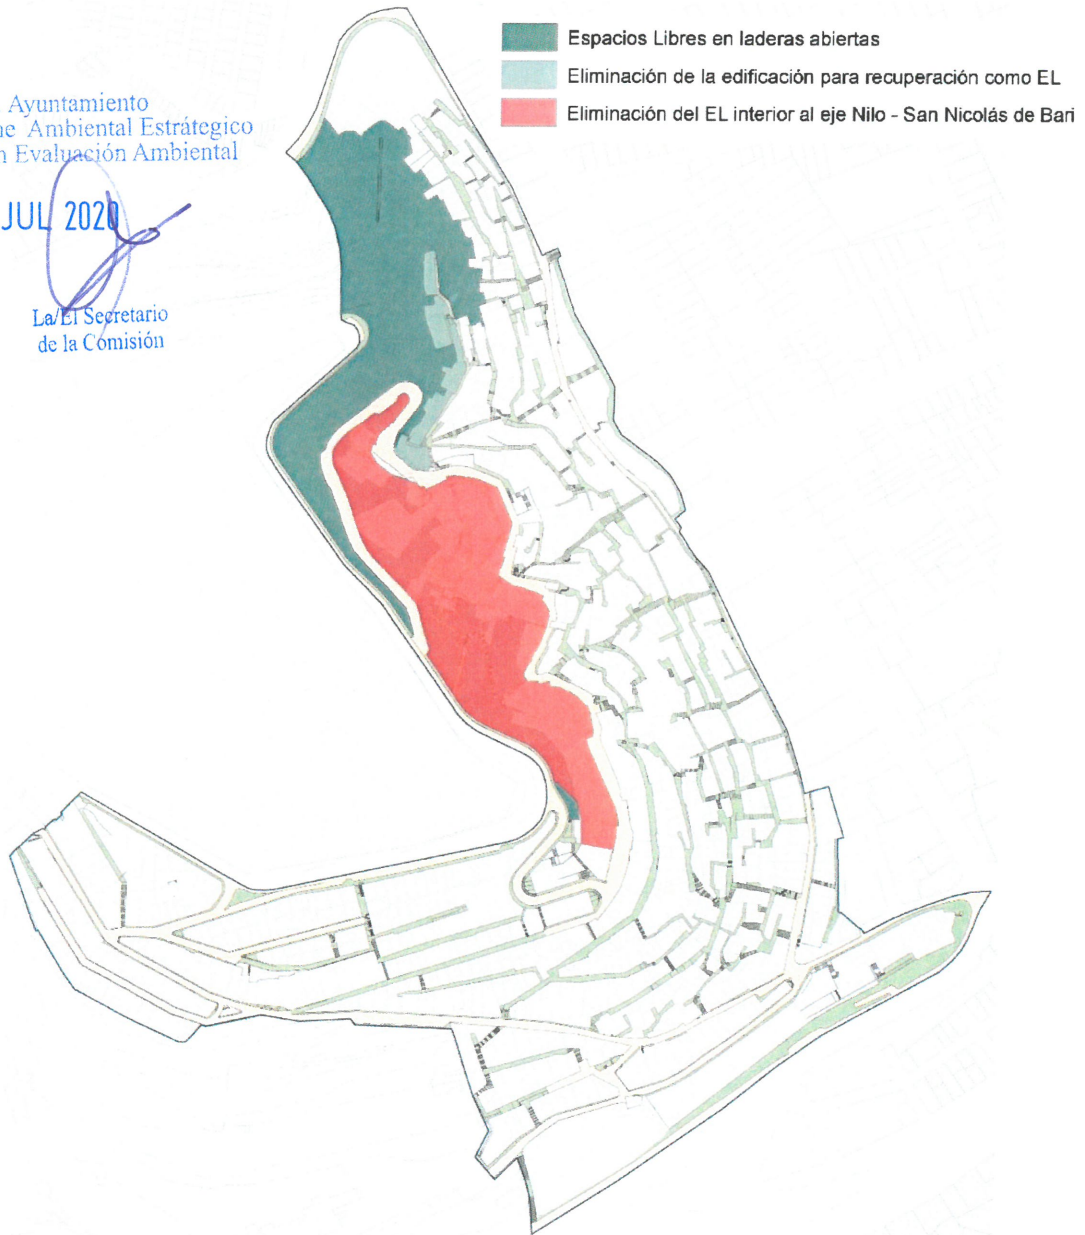 Espacios Libres en laderas abiertas
Eliminación de la edificación para recuperación como EL
Eliminación del EL interior al eje Nilo - San Nicolás de Bari
Ayuntamiento
Ambiental Estrátegico
Evaluación Ambiental
JUL 2020
La/El Secretario
de la Comisión